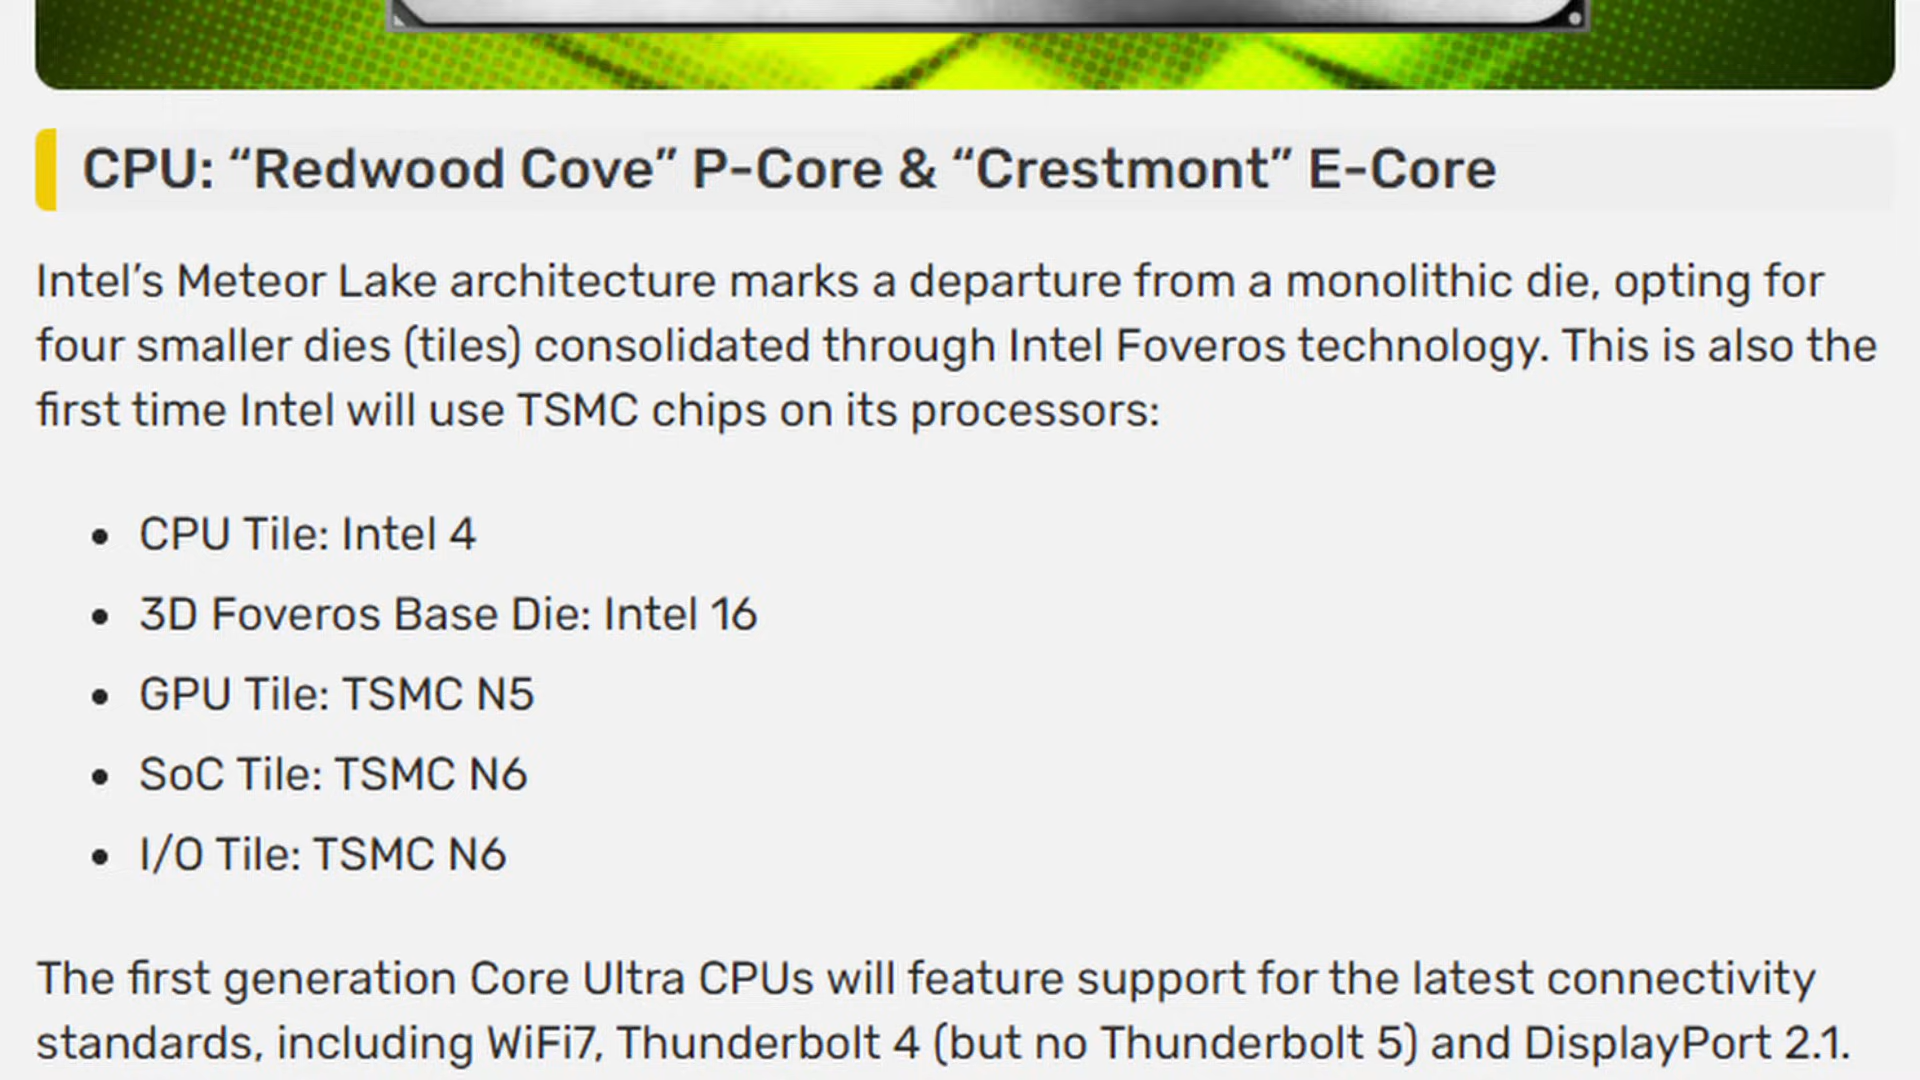 CPU: “Redwood Cove” P-Core & “Crestmont” E-Core
Intel’s Meteor Lake architecture marks a departure from a monolithic die, opting for
four smaller dies (tiles) consolidated through Intel Foveros technology. This is also the
first time Intel will use TSMC chips on its processors:
• CPU Tile: Intel 4
• 3D Foveros Base Die: Intel 16
• GPU Tile: TSMC N5
• SoC Tile: TSMC N6
• I/O Tile: TSMC N6
The first generation Core Ultra CPUs will feature support for the latest connectivity
standards, including WiFi7, Thunderbolt 4 (but no Thunderbolt 5) and DisplayPort 2.1.